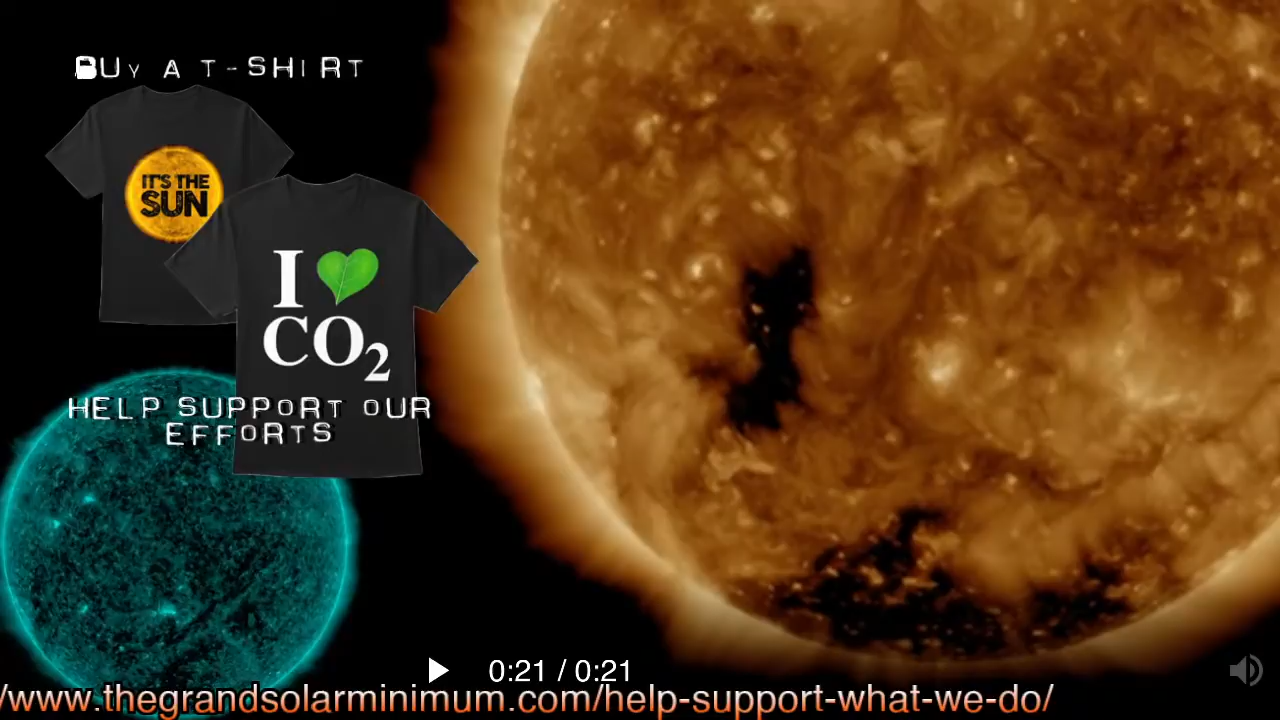 BUy A T-SHIRT
IT'S THE
SUN
I
CO2
HELP SUPPORT OUR
EFFORTS
0:21 / 0:21
/www.thegrandsolarminimum.com/help-support-what-we-do/